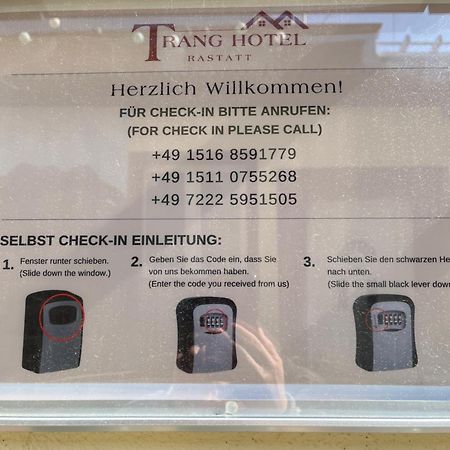 TRANG HOTEL
RASTATT
Herzlich Willkommen!
FÜR CHECK-IN BITTE ANRUFEN:
(FOR CHECK IN PLEASE CALL)
+49 1516 8591779
+49 1511 0755268
+49 7222 5951505
SELBST CHECK-IN EINLEITUNG:
1. Fenster runter schieben.
(Slide down the window.)
2. Geben Sie das Code ein, dass Sie
von uns bekommen haben.
(Enter the code you received from us)
3. Schieben Sie den schwarzen He
nach unten.
(Slide the small black lever down